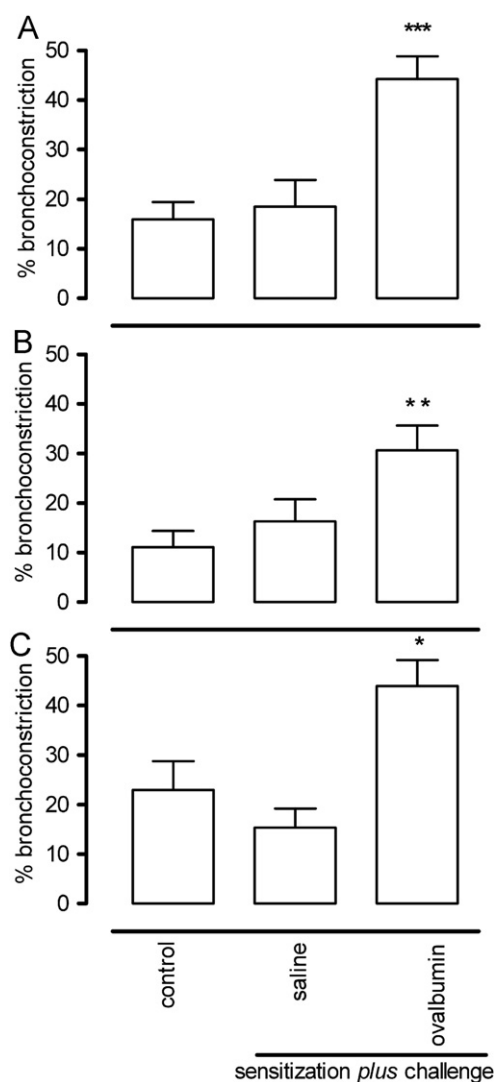 A
***
50
40
30
20
10
0
% bronchoconstriction
B
50
* *
40
30
20
10
0
% bronchoconstriction
C
*
50
40
30
20
10
0
% bronchoconstriction
control
saline
ovalbumin
sensitization plus challenge